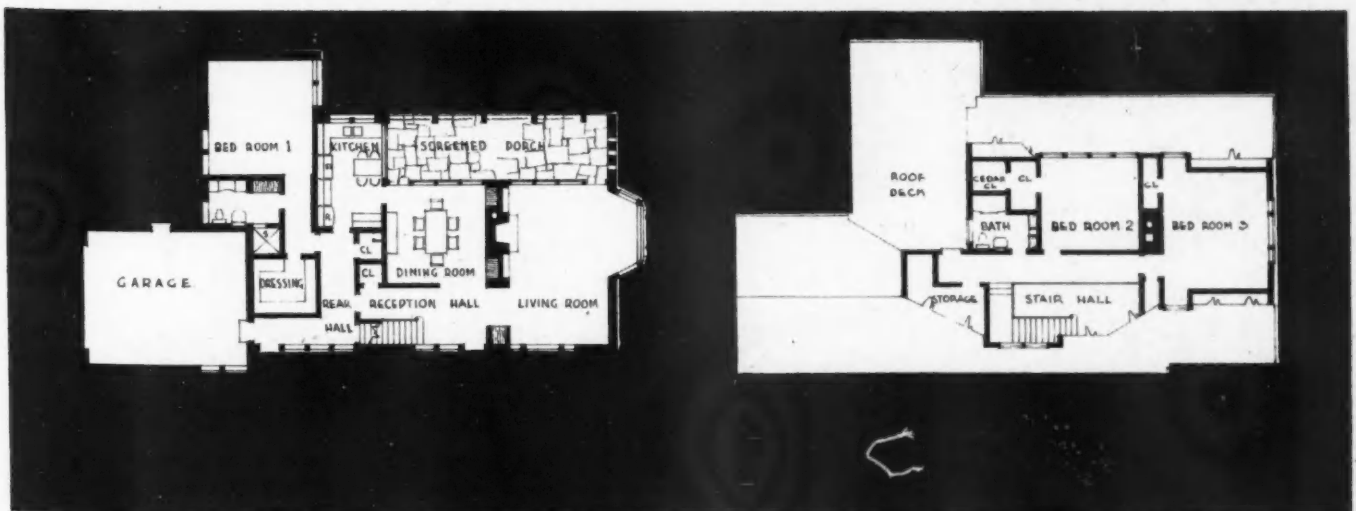 BED ROOM 1
KITCHEN
SCREENED PORCH
R
S
CL
CL
GARAGE
DRESSING
DINING ROOM
REAR
HALL
RECEPTION HALL
LIVING ROOM
ROOF
DECK
CEDAR
CL
CL
CL
BATH
BED ROOM 2
BED ROOM 3
STORAGE
STAIR HALL